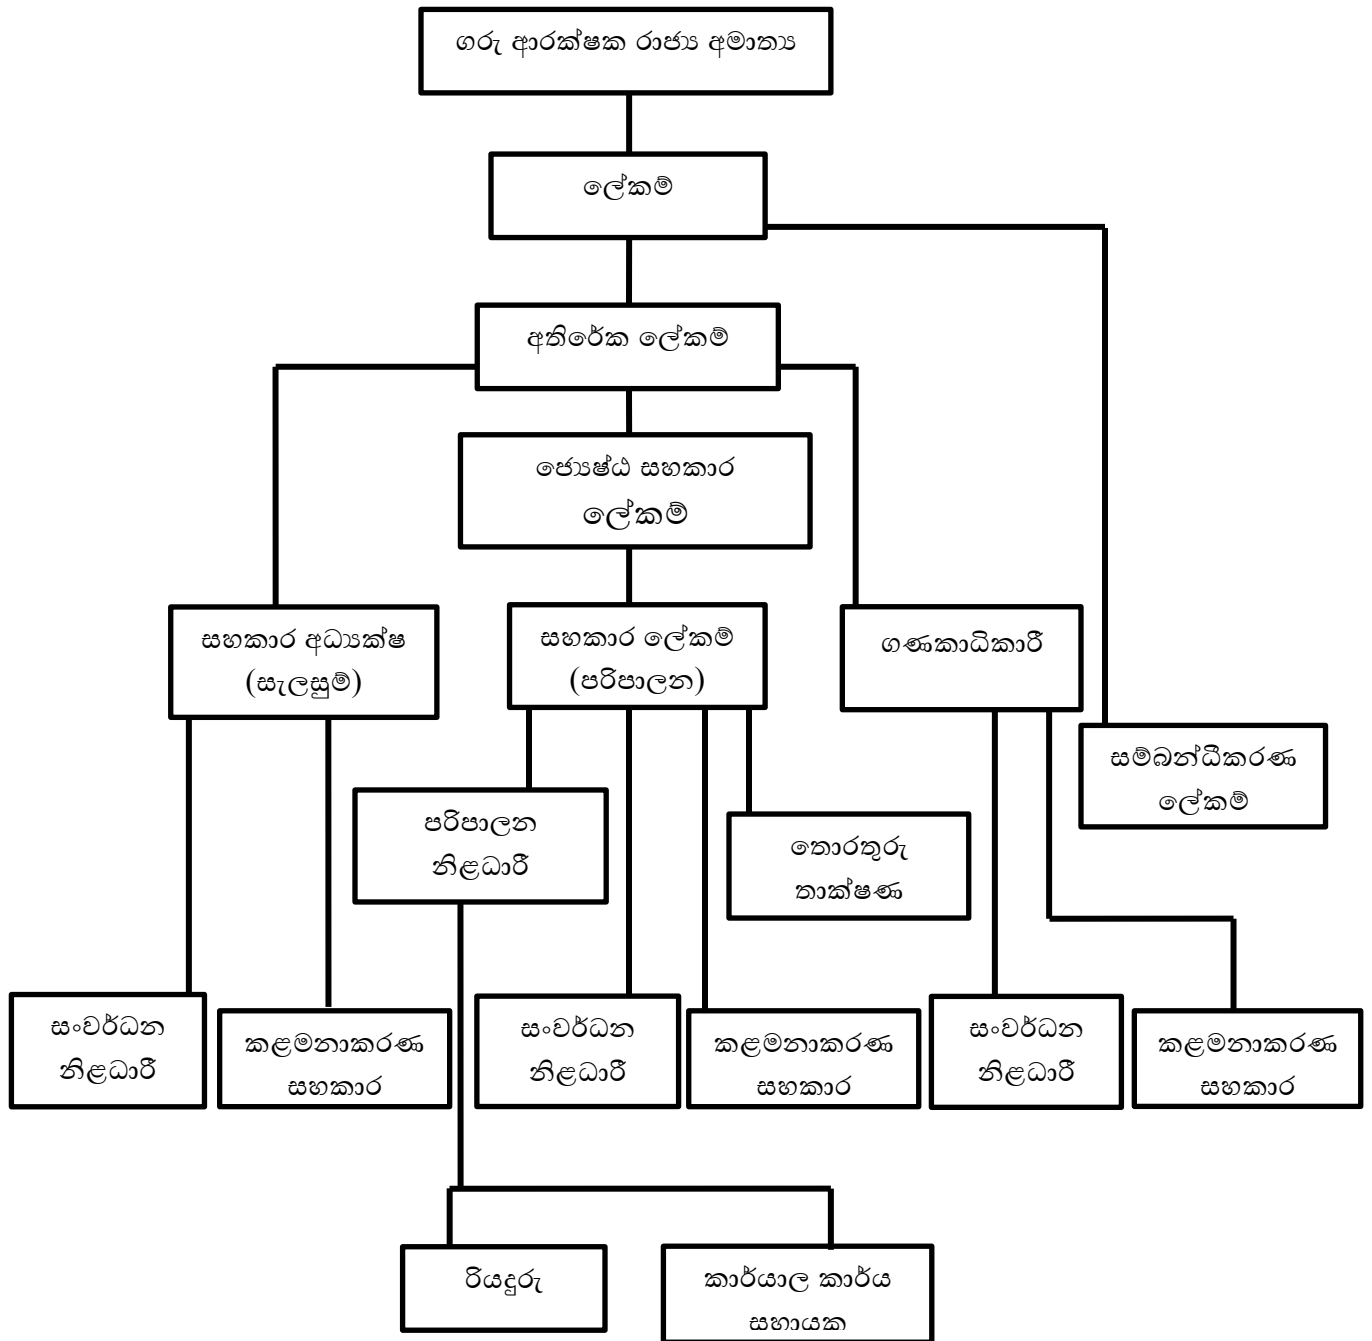 ගරු ආරක්ෂක රාජ්‍ය අමාත්‍ය
ලේකම්
අතිරේක ලේකම්
ජ්‍යෙෂ්ඨ සහකාර
ලේකම්
සහකාර අධ්‍යක්ෂ
(සැලසුම්)
සහකාර ලේකම්
(පරිපාලන)
ගණකාධිකාරී
සම්බන්ධීකරණ
ලේකම්
පරිපාලන
නිළධාරී
තොරතුරු
තාක්ෂණ
සංවර්ධන
නිළධාරී
කළමනාකරණ
සහකාර
සංවර්ධන
නිළධාරී
කළමනාකරණ
සහකාර
සංවර්ධන
නිළධාරී
කළමනාකරණ
සහකාර
රියදුරු
කාර්යාල කාර්ය
සහායක